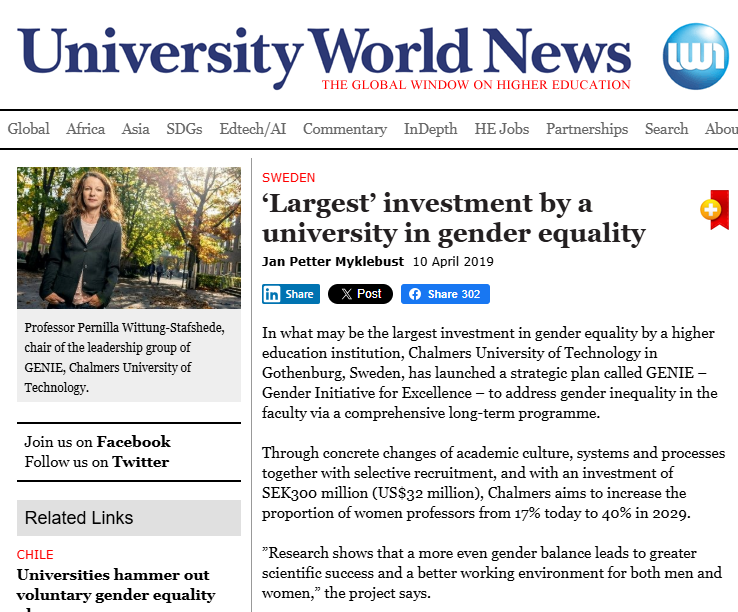 University World News
THE GLOBAL WINDOW ON HIGHER EDUCATION
uwn
Global Africa Asia SDGs Edtech/AI Commentary InDepth HE Jobs Partnerships Search Abou
Professor Pernilla Wittung-Stafshede,
chair of the leadership group of
GENIE, Chalmers University of
Technology.
Join us on Facebook
Follow us on Twitter
Related Links
CHILE
Universities hammer out
voluntary gender equality
SWEDEN
‘Largest’ investment by a
university in gender equality
Jan Petter Myklebust 10 April 2019
in Share X Post f Share 302
In what may be the largest investment in gender equality by a higher
education institution, Chalmers University of Technology in
Gothenburg, Sweden, has launched a strategic plan called GENIE –
Gender Initiative for Excellence – to address gender inequality in the
faculty via a comprehensive long-term programme.
Through concrete changes of academic culture, systems and processes
together with selective recruitment, and with an investment of
SEK300 million (US$32 million), Chalmers aims to increase the
proportion of women professors from 17% today to 40% in 2029.
”Research shows that a more even gender balance leads to greater
scientific success and a better working environment for both men and
women,” the project says.